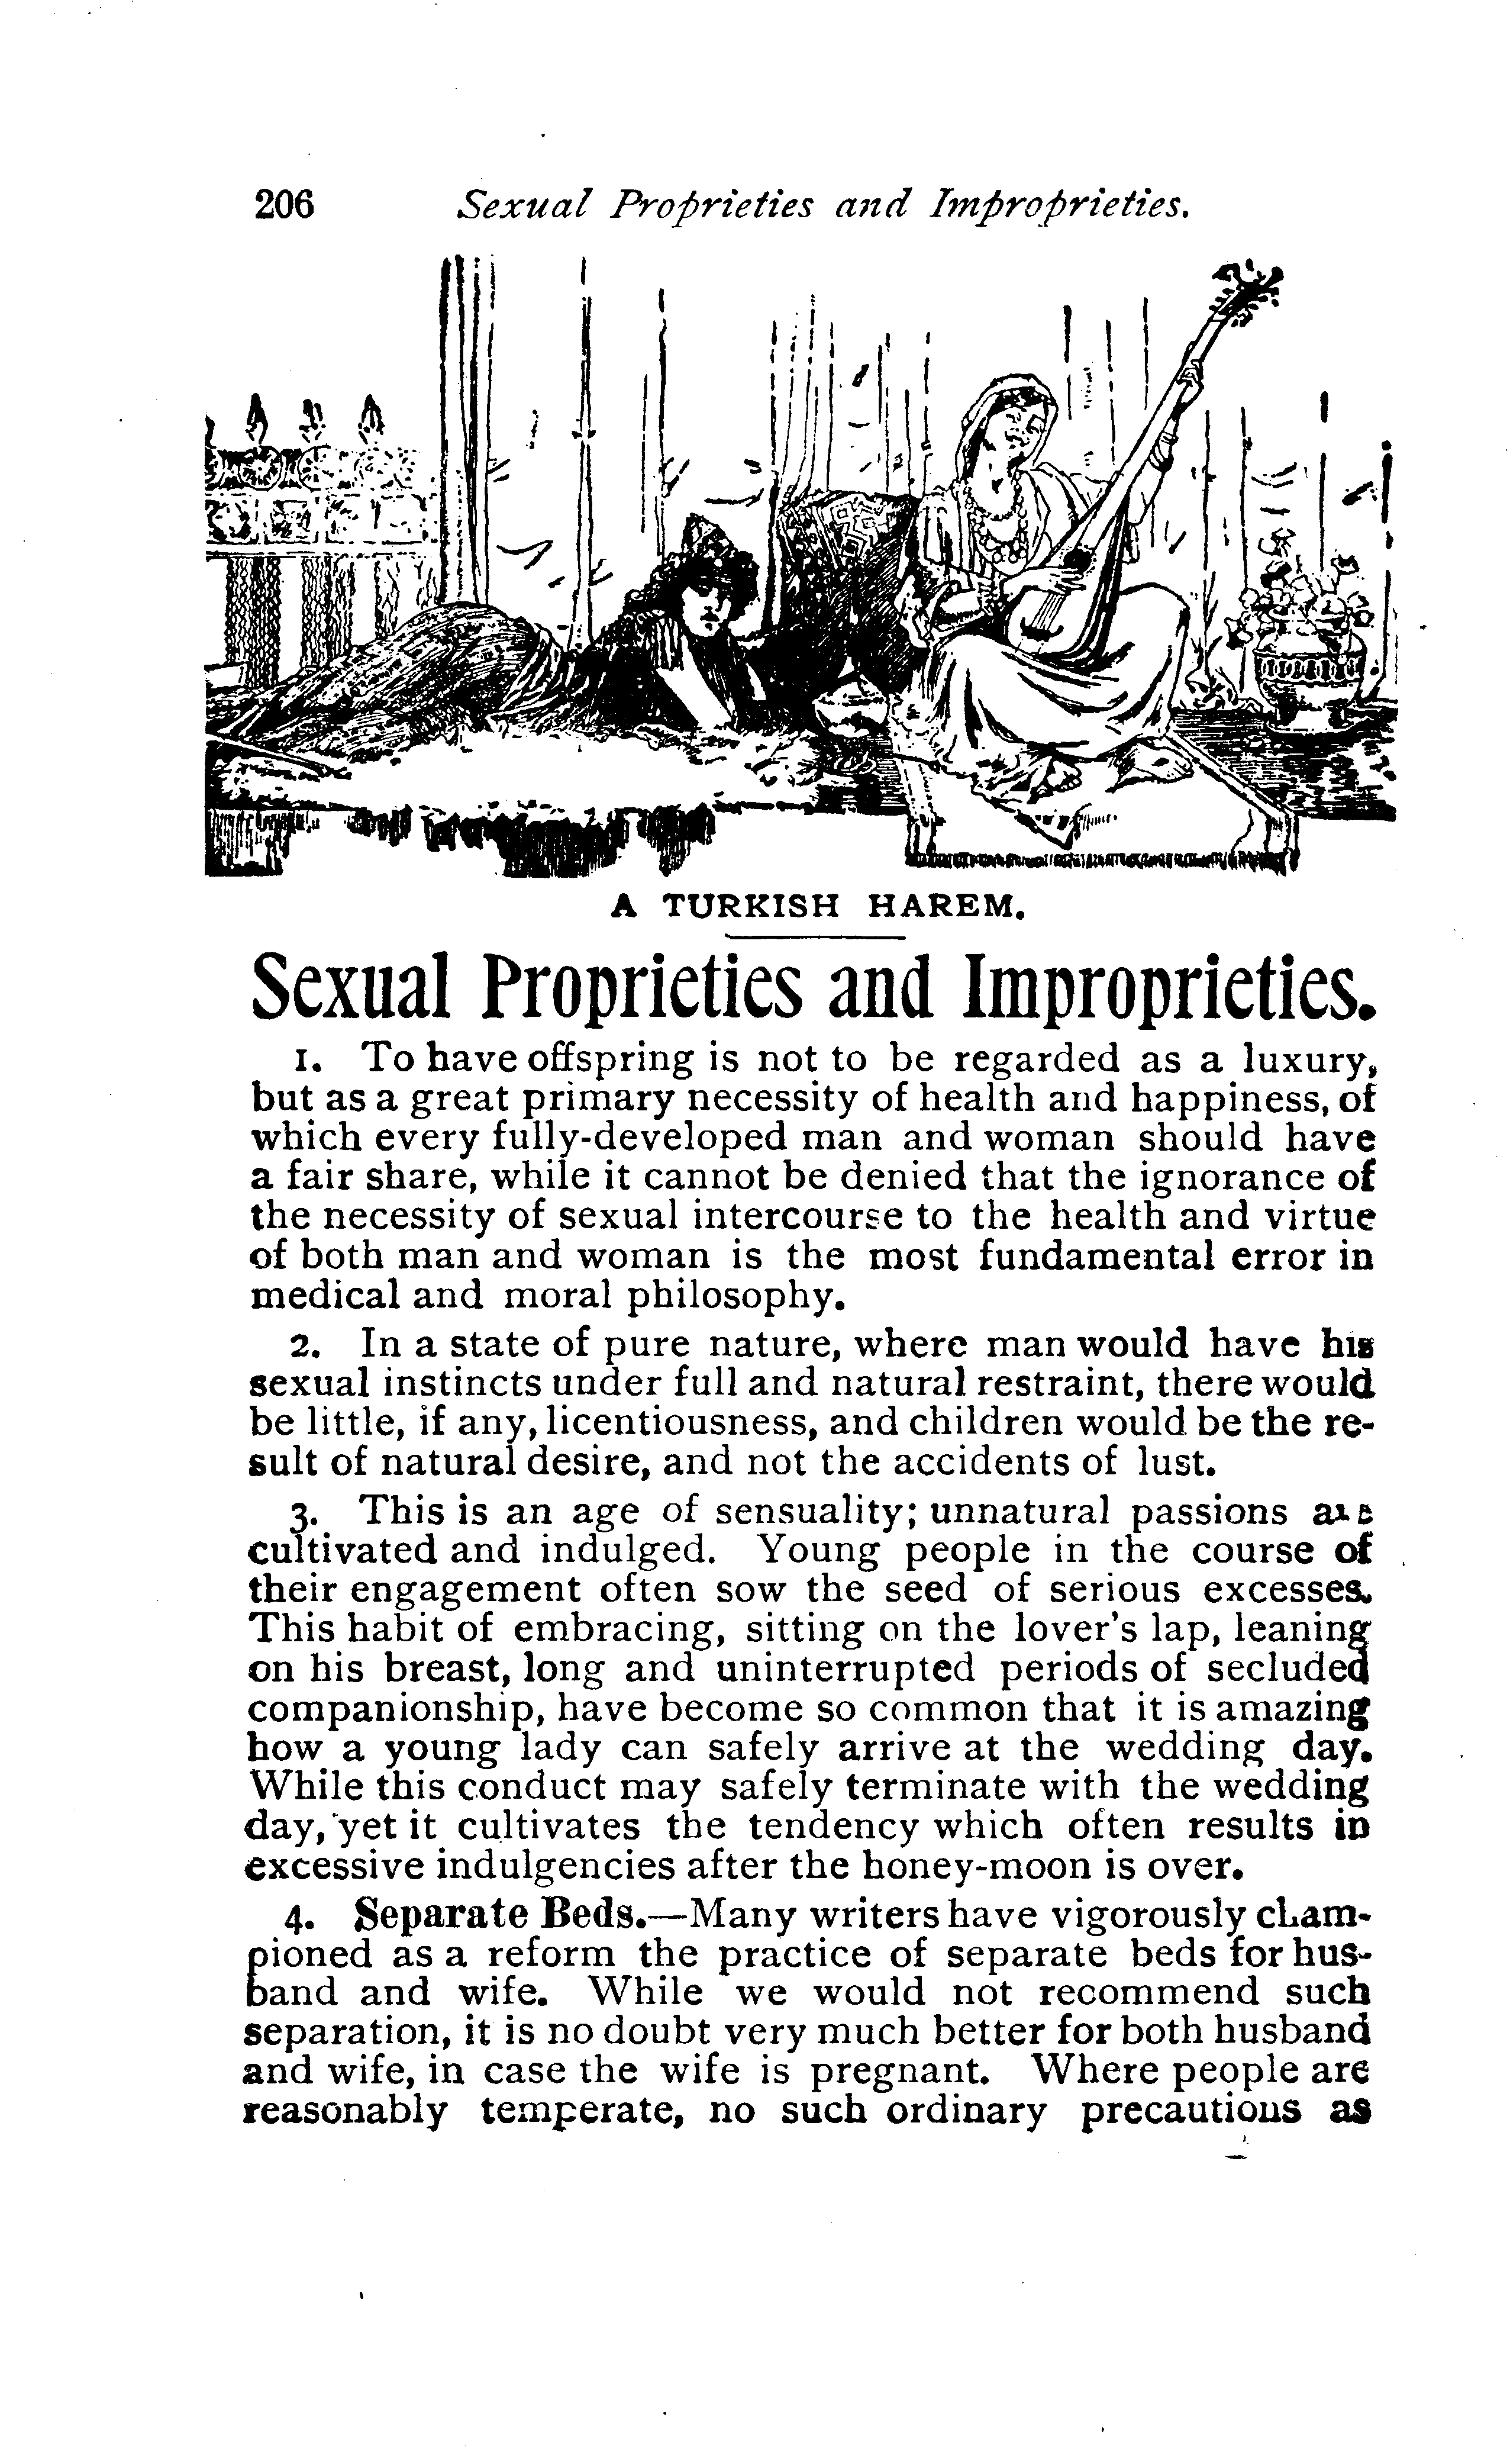 206 Sexual Proprieties and Improprieties.
A TURKISH HAREM.
Sexual Proprieties and Improprieties.
1. To have offspring is not to be regarded as a luxury,
but as a great primary necessity of health and happiness, of
which every fully-developed man and woman should have
a fair share, while it cannot be denied that the ignorance of
the necessity of sexual intercourse to the health and virtue
of both man and woman is the most fundamental error in
medical and moral philosophy.
2. In a state of pure nature, where man would have his
sexual instincts under full and natural restraint, there would
be little, if any, licentiousness, and children would be the re-
sult of natural desire, and not the accidents of lust.
3. This is an age of sensuality; unnatural passions are
cultivated and indulged. Young people in the course of
their engagement often sow the seed of serious excesses.
This habit of embracing, sitting on the lover's lap, leaning
on his breast, long and uninterrupted periods of secluded
companionship, have become so common that it is amazing
how a young lady can safely arrive at the wedding day.
While this conduct may safely terminate with the wedding
day, yet it cultivates the tendency which often results in
excessive indulgencies after the honey-moon is over.
4. Separate Beds.—Many writers have vigorously cham-
pioned as a reform the practice of separate beds for hus-
band and wife. While we would not recommend such
separation, it is no doubt very much better for both husband
and wife, in case the wife is pregnant. Where people are
reasonably temperate, no such ordinary precautions as